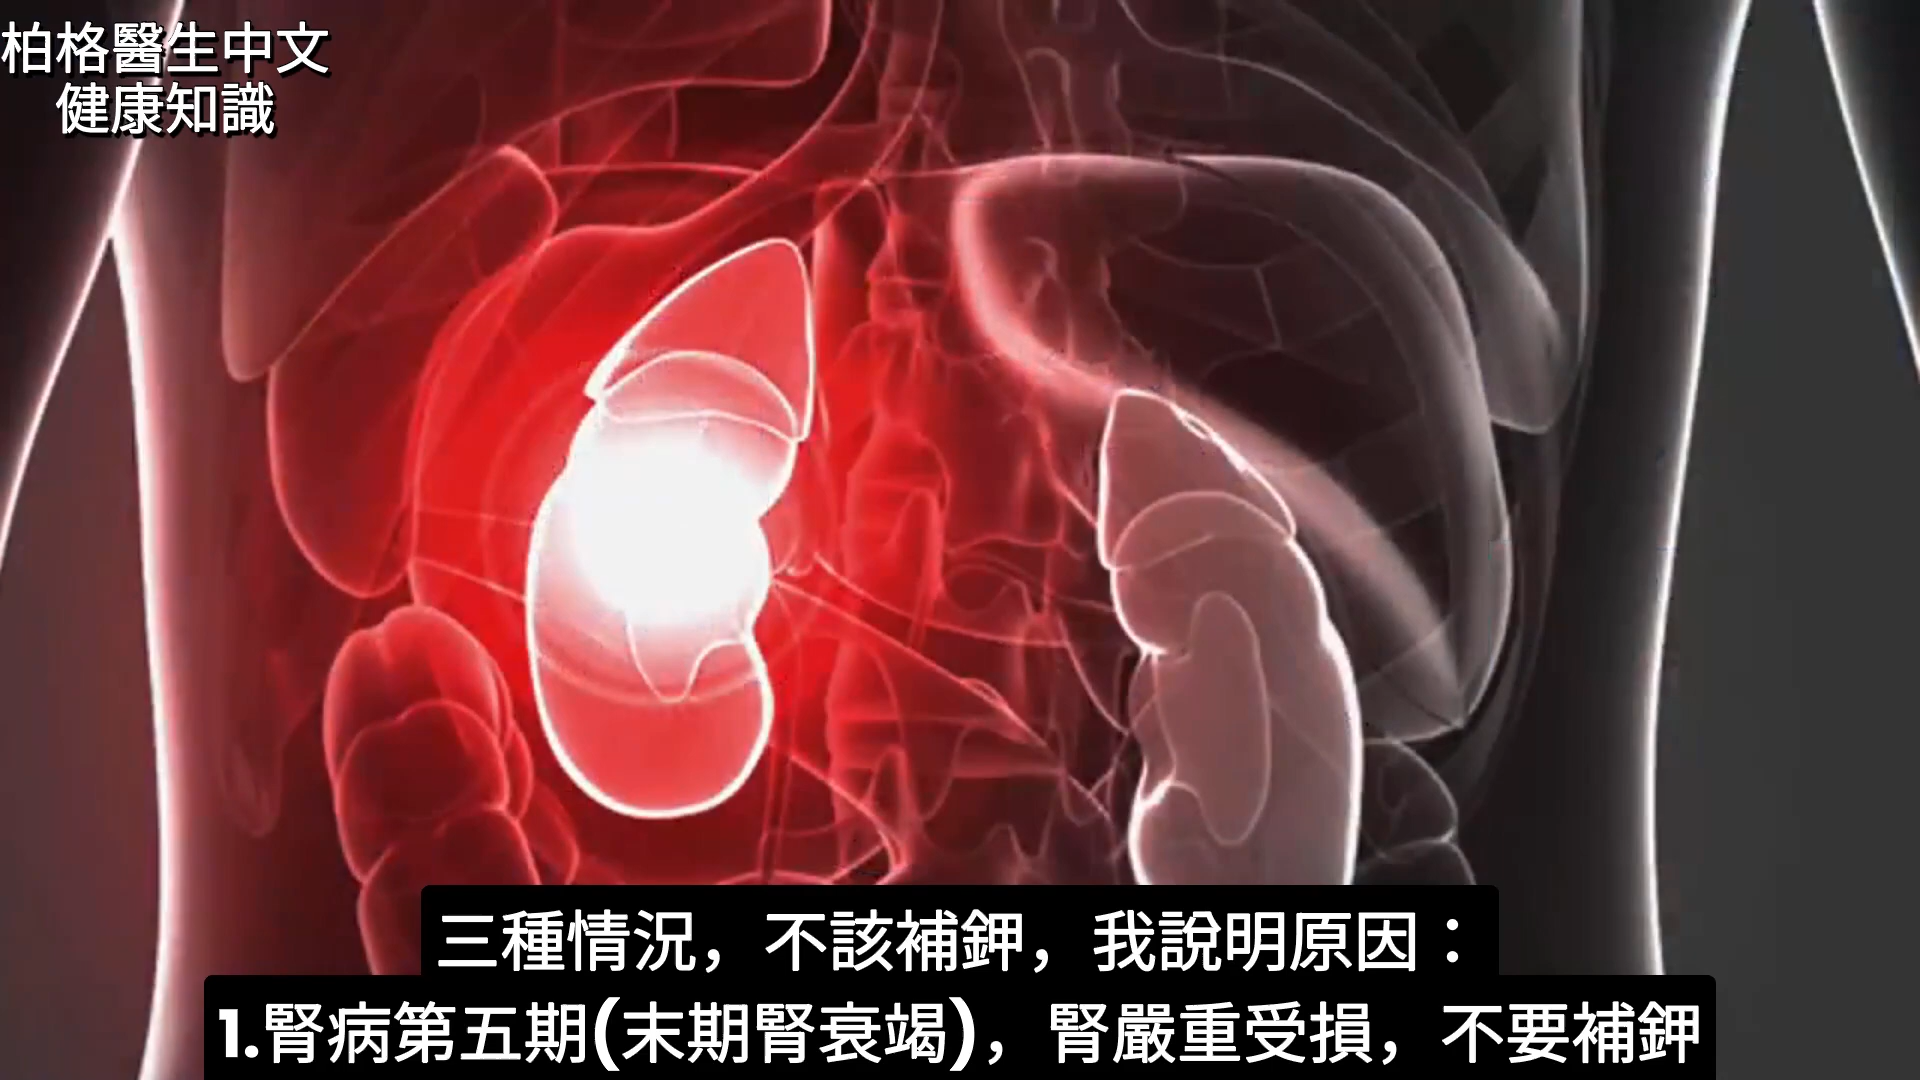 柏格醫生中文
健康知識
三種情況，不該補鉀，我說明原因：
1.腎病第五期(末期腎衰竭)，腎嚴重受損，不要補鉀